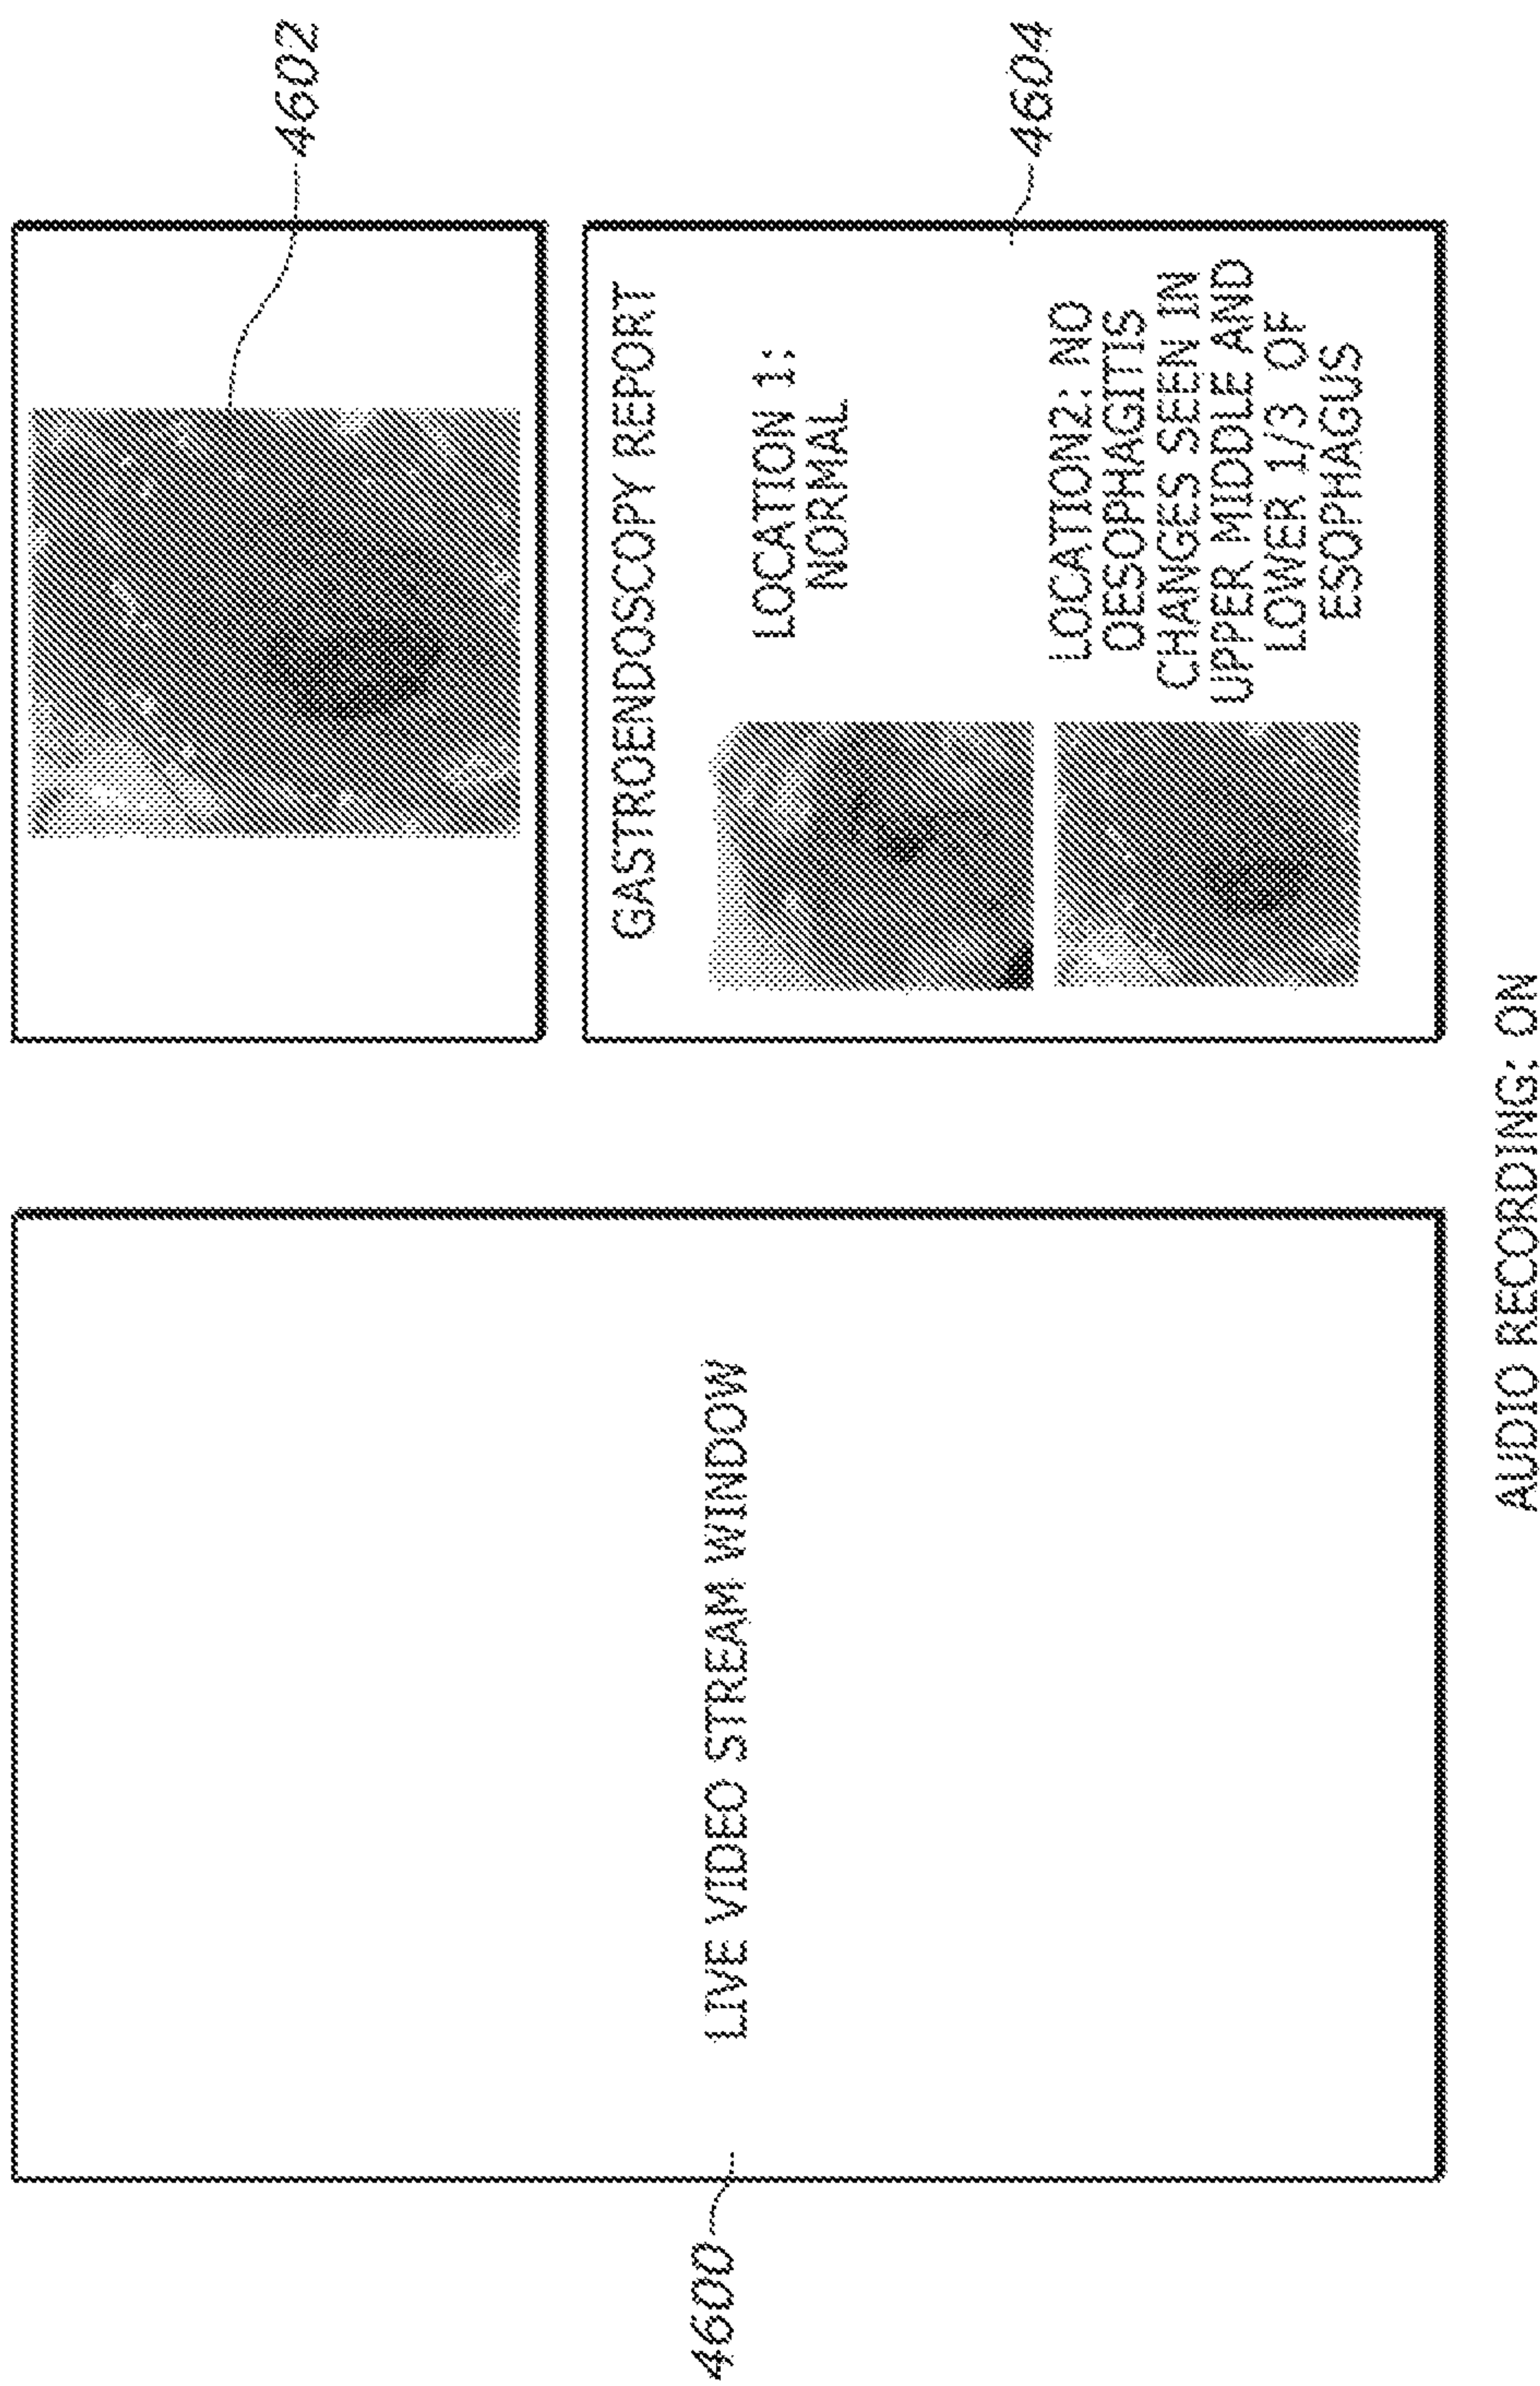 4600
LIVE VIDEO STREAM WINDOW
4602
GASTROENDOSCOPY REPORT
LOCATION 1:
NORMAL
LOCATION2: NO
OESOPHAGITIS
CHANGES SEEN IN
UPPER MIDDLE AND
LOWER 1/3 OF
ESOPHAGUS
4604
AUDIO RECORDING: ON